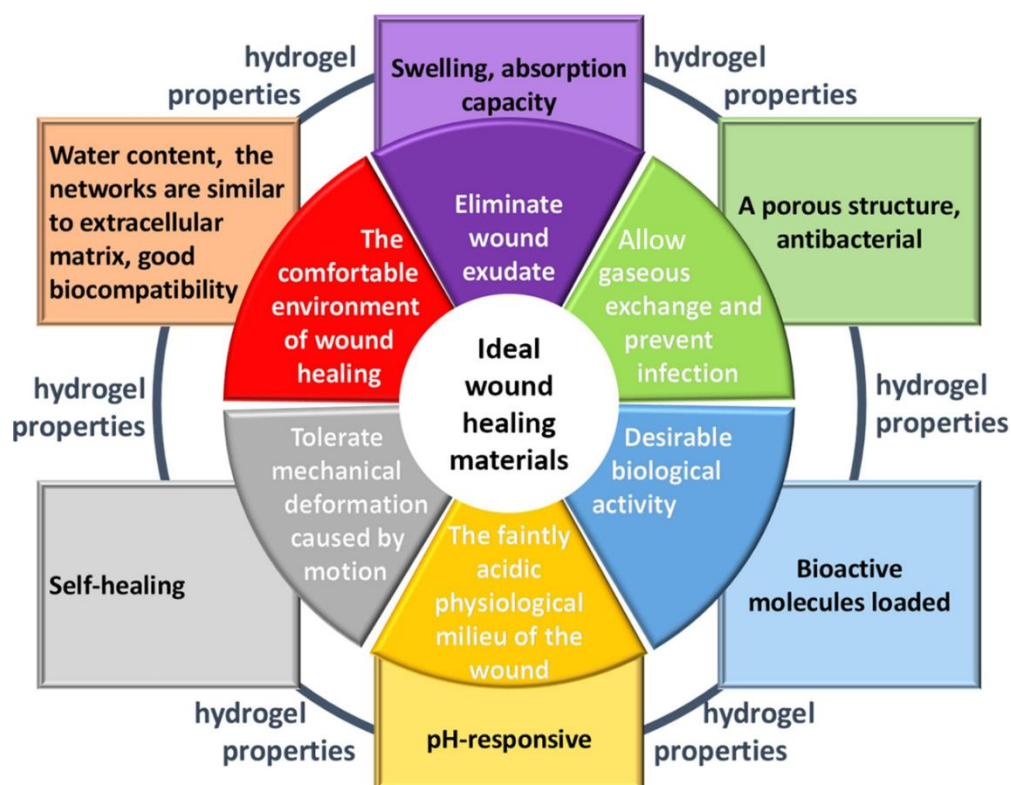 hydrogel
properties
Swelling, absorption
capacity
hydrogel
properties
Water content, the
networks are similar
to extracellular
matrix, good
biocompatibility
A porous structure,
antibacterial
Eliminate
wound
exudate
The
comfortable
environment
of wound
healing
Allow
gaseous
exchange and
prevent
infection
Ideal
wound
healing
materials
hydrogel
properties
hydrogel
properties
Tolerate
mechanical
deformation
caused by
motion
Desirable
biological
activity
The faintly
acidic
physiological
milieu of the
wound
Self-healing
Bioactive
molecules loaded
hydrogel
properties
pH-responsive
hydrogel
properties